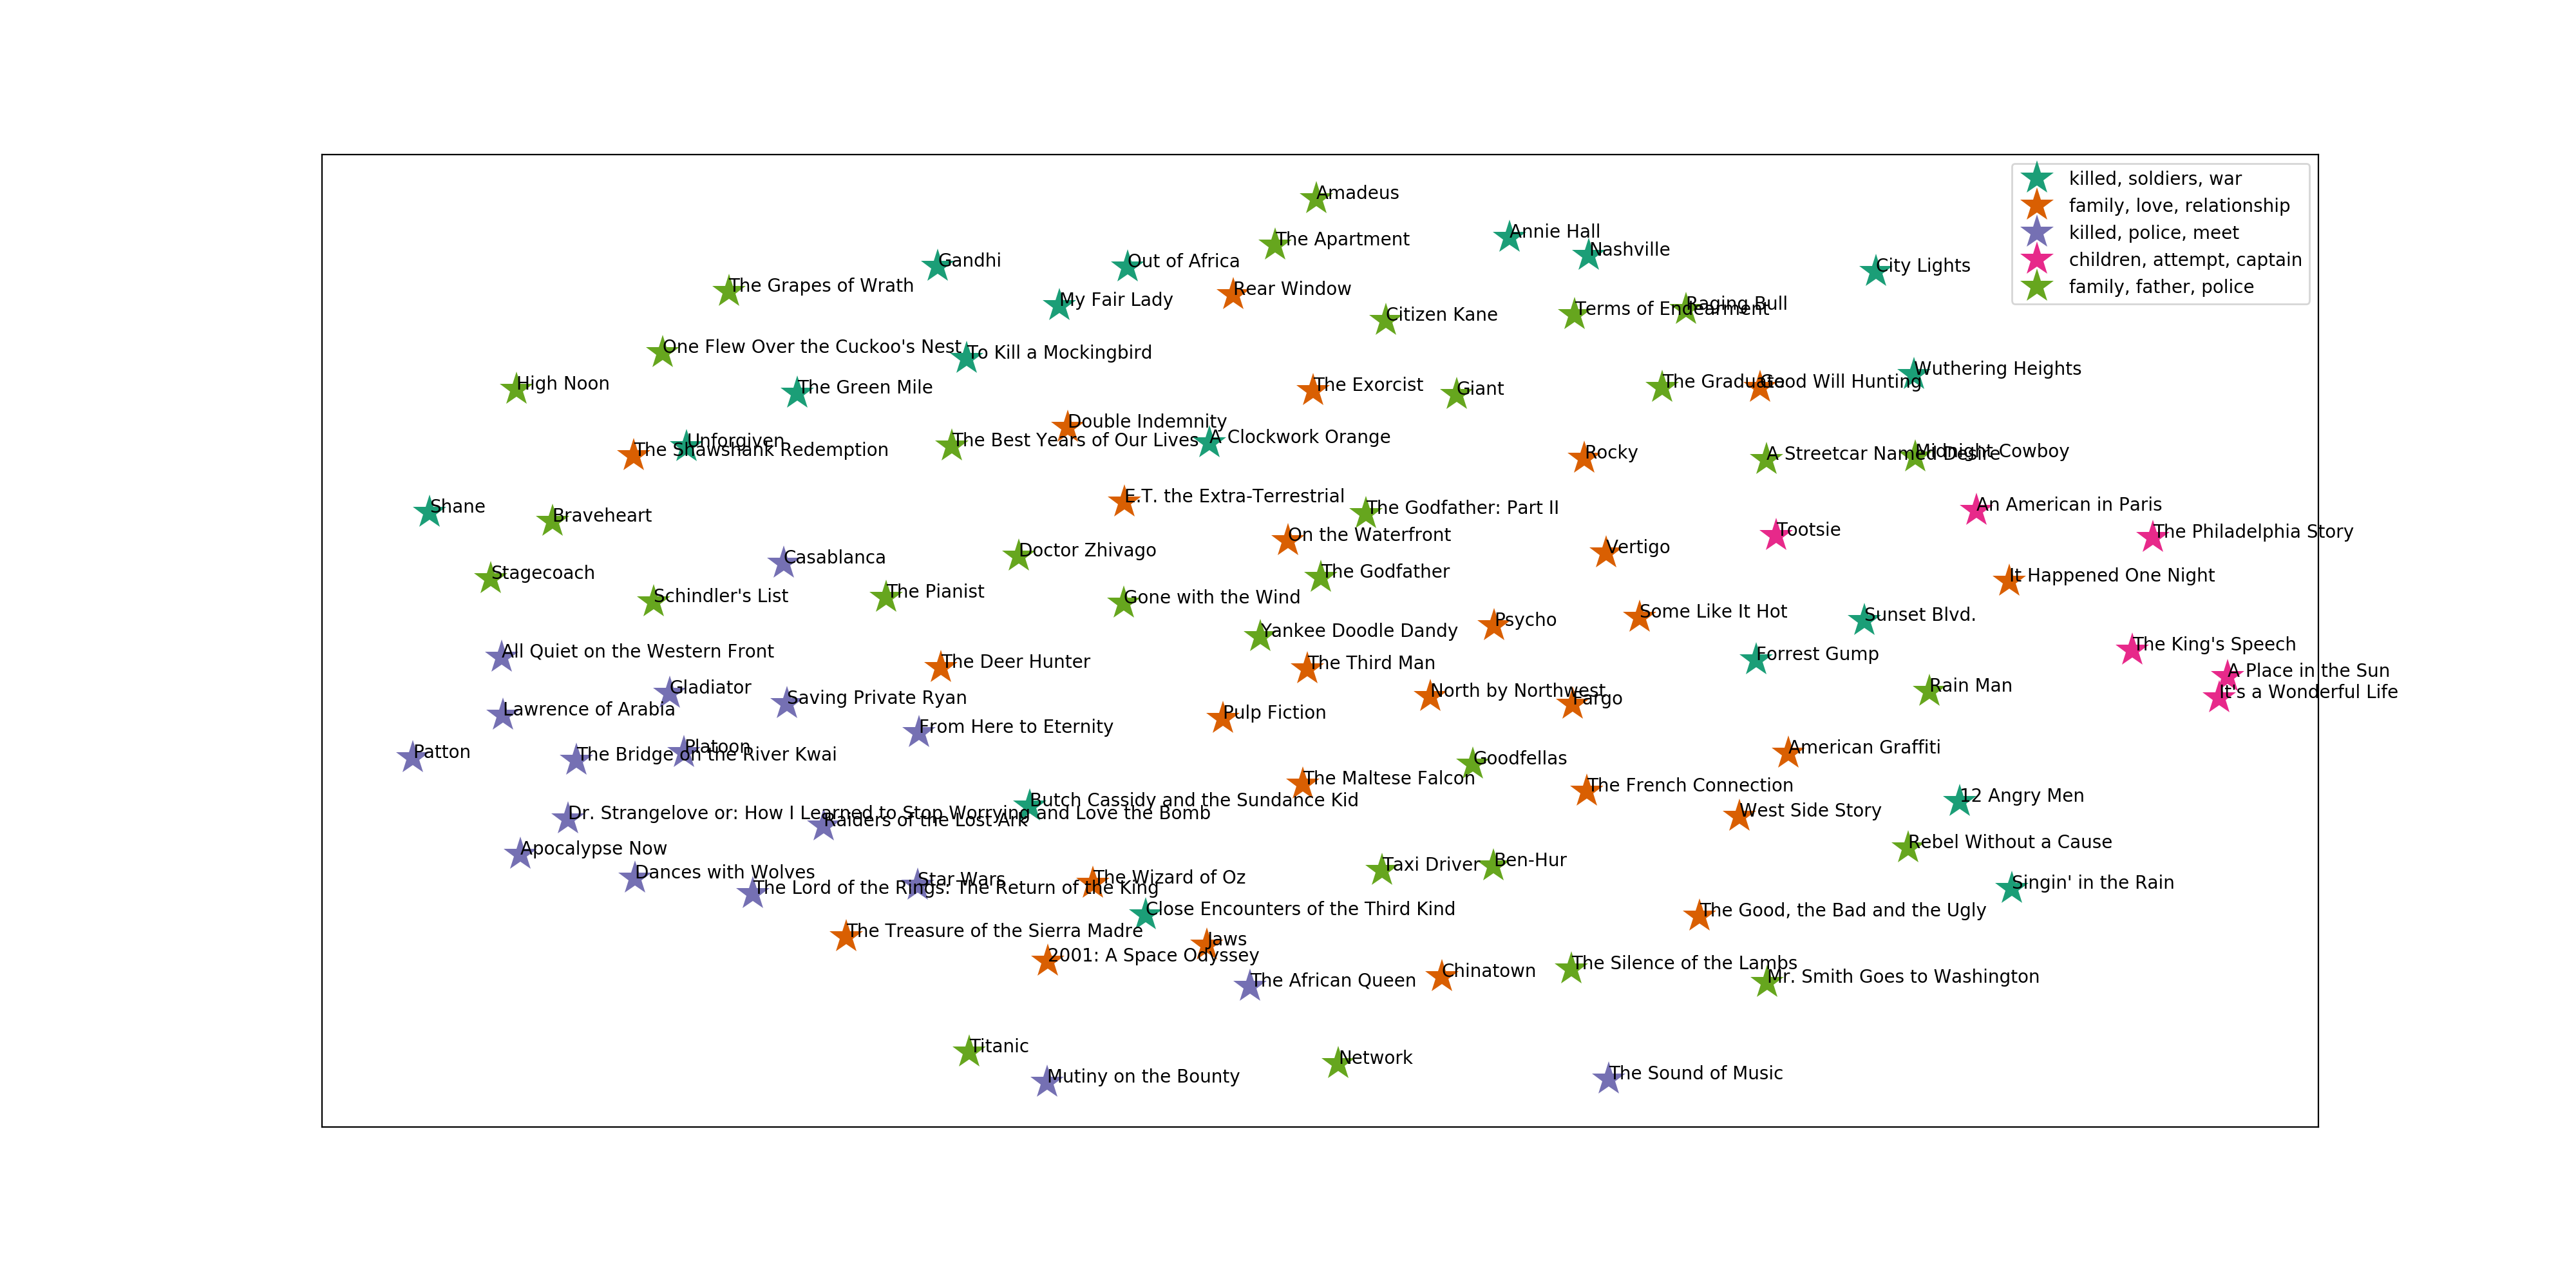 killed, soldiers, war
family, love, relationship
killed, police, meet
children, attempt, captain
family, father, police
Amadeus
Annie Hall
The Apartment
Nashville
Gandhi
Out of Africa
City Lights
The Grapes of Wrath
Rear Window
My Fair Lady
Raging Bull
Terms of Endearment
Citizen Kane
One Flew Over the Cuckoo's Nest
To Kill a Mockingbird
Wuthering Heights
The Graduate
Good Will Hunting
High Noon
The Green Mile
The Exorcist
Giant
Double Indemnity
A Clockwork Orange
The Best Years of Our Lives
Unforgiven
The Shawshank Redemption
Rocky
A Streetcar Named Desire
Midnight Cowboy
E.T. the Extra-Terrestrial
An American in Paris
Shane
The Godfather: Part II
Braveheart
Tootsie
The Philadelphia Story
On the Waterfront
Vertigo
Doctor Zhivago
Casablanca
Stagecoach
The Godfather
It Happened One Night
The Pianist
Schindler's List
Gone with the Wind
Some Like It Hot
Sunset Blvd.
Psycho
Yankee Doodle Dandy
The King's Speech
All Quiet on the Western Front
Forrest Gump
The Deer Hunter
The Third Man
A Place in the Sun
Rain Man
Gladiator
North by Northwest
It's a Wonderful Life
Saving Private Ryan
Fargo
Lawrence of Arabia
Pulp Fiction
From Here to Eternity
Platoon
American Graffiti
Patton
The Bridge on the River Kwai
Goodfellas
The Maltese Falcon
The French Connection
12 Angry Men
Butch Cassidy and the Sundance Kid
West Side Story
Dr. Strangelove or: How I Learned to Stop Worrying and Love the Bomb
Raiders of the Lost Ark
Rebel Without a Cause
Apocalypse Now
Ben-Hur
Taxi Driver
Dances with Wolves
The Wizard of Oz
Star Wars
Singin' in the Rain
The Lord of the Rings: The Return of the King
Close Encounters of the Third Kind
The Good, the Bad and the Ugly
The Treasure of the Sierra Madre
Jaws
2001: A Space Odyssey
The Silence of the Lambs
Chinatown
Mr. Smith Goes to Washington
The African Queen
Titanic
Network
The Sound of Music
Mutiny on the Bounty